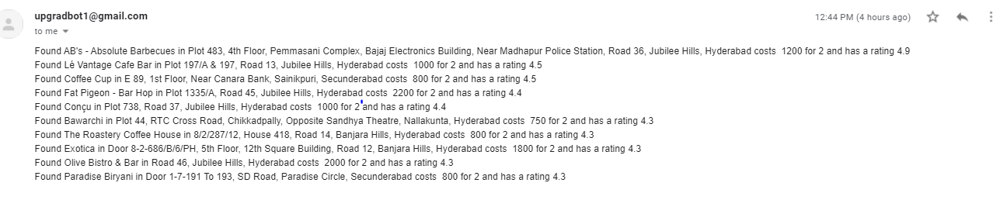 upgradbot1@gmail.com
12:44 PM (4 hours ago)
to me
Found AB's - Absolute Barbecues in Plot 483, 4th Floor, Pemmasani Complex, Bajaj Electronics Building, Near Madhapur Police Station, Road 36, Jubilee Hills, Hyderabad costs  1200 for 2 and has a rating 4.9
Found Lé Vantage Cafe Bar in Plot 197/A & 197, Road 13, Jubilee Hills, Hyderabad costs  1000 for 2 and has a rating 4.5
Found Coffee Cup in E 89, 1st Floor, Near Canara Bank, Sainikpuri, Secunderabad costs  800 for 2 and has a rating 4.5
Found Fat Pigeon - Bar Hop in Plot 1335/A, Road 45, Jubilee Hills, Hyderabad costs  2200 for 2 and has a rating 4.4
Found Conçu in Plot 738, Road 37, Jubilee Hills, Hyderabad costs  1000 for 2 and has a rating 4.4
Found Bawarchi in Plot 44, RTC Cross Road, Chikkadpally, Opposite Sandhya Theatre, Nallakunta, Hyderabad costs  750 for 2 and has a rating 4.3
Found The Roastery Coffee House in 8/2/287/12, House 418, Road 14, Banjara Hills, Hyderabad costs  800 for 2 and has a rating 4.3
Found Exotica in Door 8-2-686/B/6/PH, 5th Floor, 12th Square Building, Road 12, Banjara Hills, Hyderabad costs  1800 for 2 and has a rating 4.3
Found Olive Bistro & Bar in Road 46, Jubilee Hills, Hyderabad costs  2000 for 2 and has a rating 4.3
Found Paradise Biryani in Door 1-7-191 To 193, SD Road, Paradise Circle, Secunderabad costs  800 for 2 and has a rating 4.3